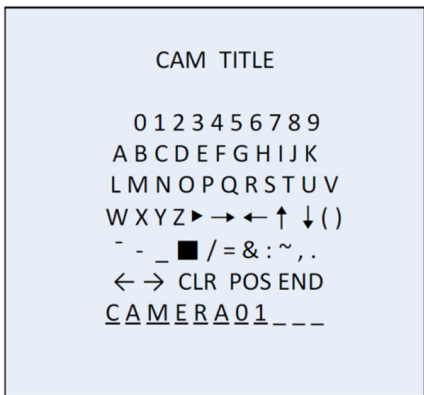 CAM TITLE
0 1 2 3 4 5 6 7 8 9
A B C D E F G H I J K
L M N O P Q R S T U V
W X Y Z ▶ → ← ↑ ↓ ( )
¯ - _ ■ / = & : ~ , .
← → CLR POS END
C A M E R A 0 1 _ _ _